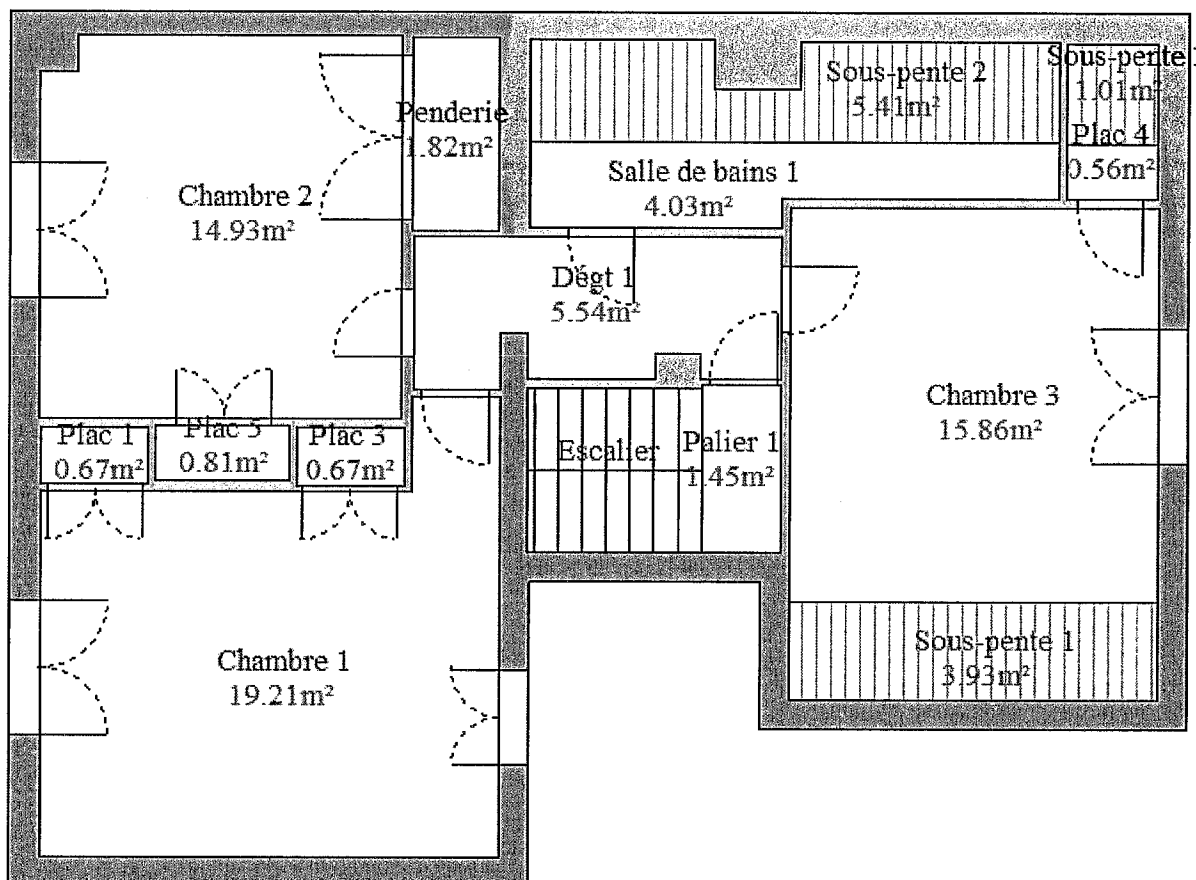 Sous-pente 2
5.41m²
Sous-pente 1
1.01m²
Penderie
1.82m²
Plac 4
0.56m²
Salle de bains 1
4.03m²
Chambre 2
14.93m²
Dégt 1
5.54m²
Chambre 3
15.86m²
Plac 1
0.67m²
Plac 5
0.81m²
Plac 3
0.67m²
Escalier
Palier 1
1.45m²
Sous-pente 1
3.93m²
Chambre 1
19.21m²